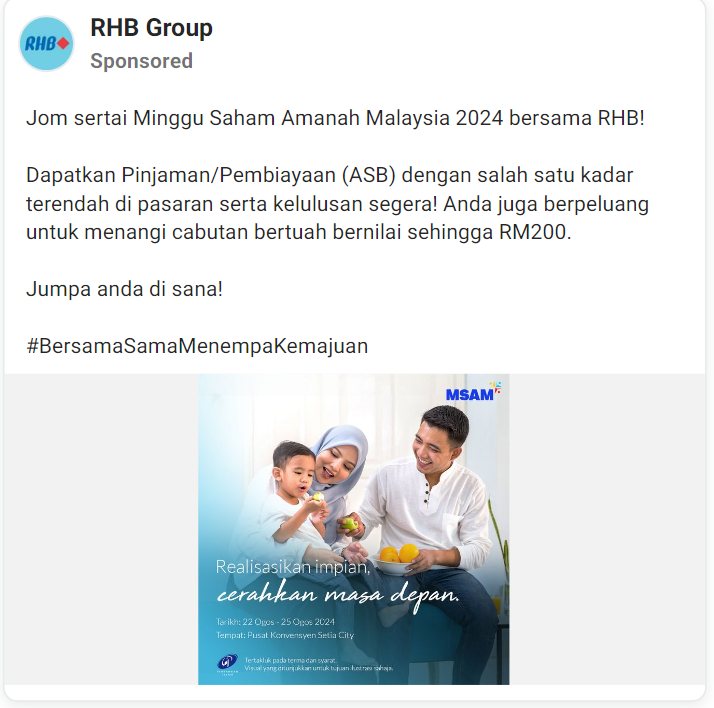 RHB
RHB Group
Sponsored
Jom sertai Minggu Saham Amanah Malaysia 2024 bersama RHB!
Dapatkan Pinjaman/Pembiayaan (ASB) dengan salah satu kadar
terendah di pasaran serta kelulusan segera! Anda juga berpeluang
untuk menangi cabutan bertuah bernilai sehingga RM200.
Jumpa anda di sana!
#BersamaSamaMenempaKemajuan
MSAM
Realisasikan impian,
cerahkan masa depan.
Tarikh: 22 Ogos - 25 Ogos 2024
Tempat: Pusat Konvensyen Setia City
Tertakluk pada terma dan syarat.
Visual yang ditunjukkan untuk tujuan ilustrasi sahaja.